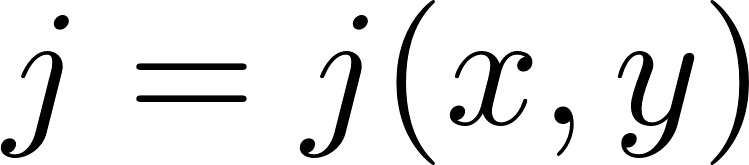 j = j(x, y)